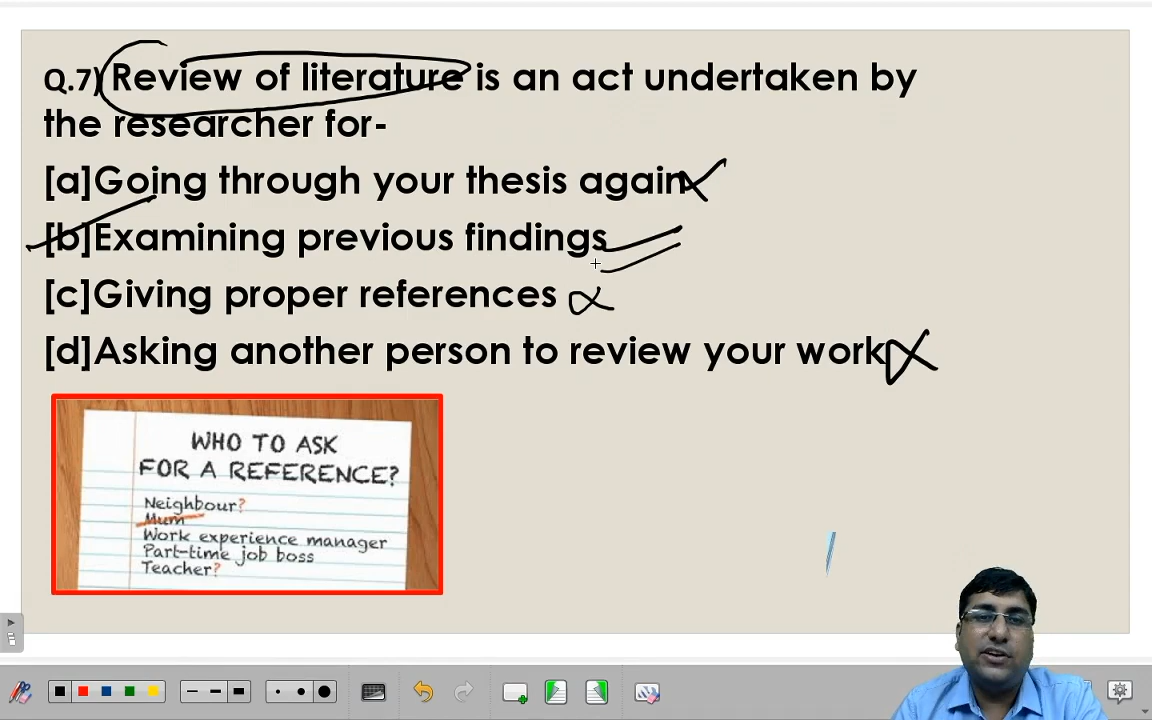 Q.7) Review of literature is an act undertaken by
the researcher for-
[a]Going through your thesis again
[b]Examining previous findings
[c]Giving proper references
[d]Asking another person to review your work
WHO TO ASK
FOR A REFERENCE?
Neighbour?
Mum
Work experience manager
Part-time job boss
Teacher?